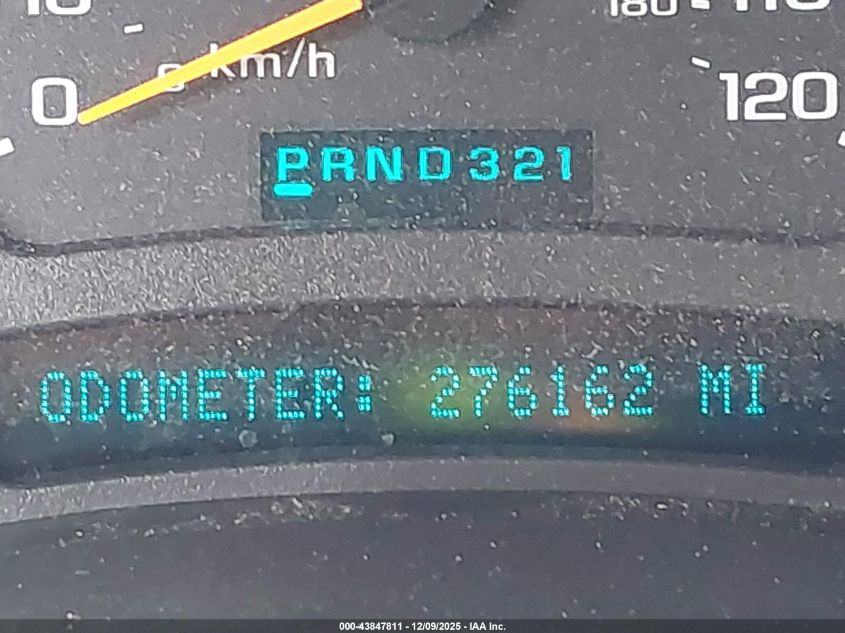 180
0
km/h
120
PRND321
ODOMETER: 276162 MI
000-43847811 - 12/09/2025 - IAA Inc.